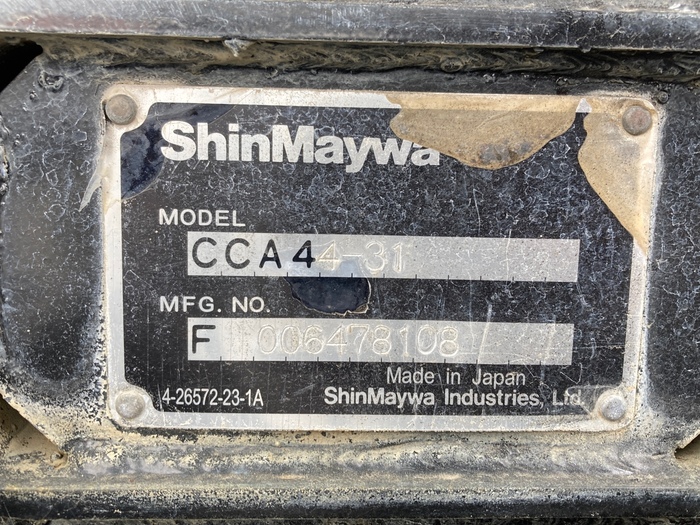 ShinMaywa
MODEL
CCA44-31
MFG. NO.
F 006478108
Made in Japan
4-26572-23-1A
ShinMaywa Industries, Ltd.